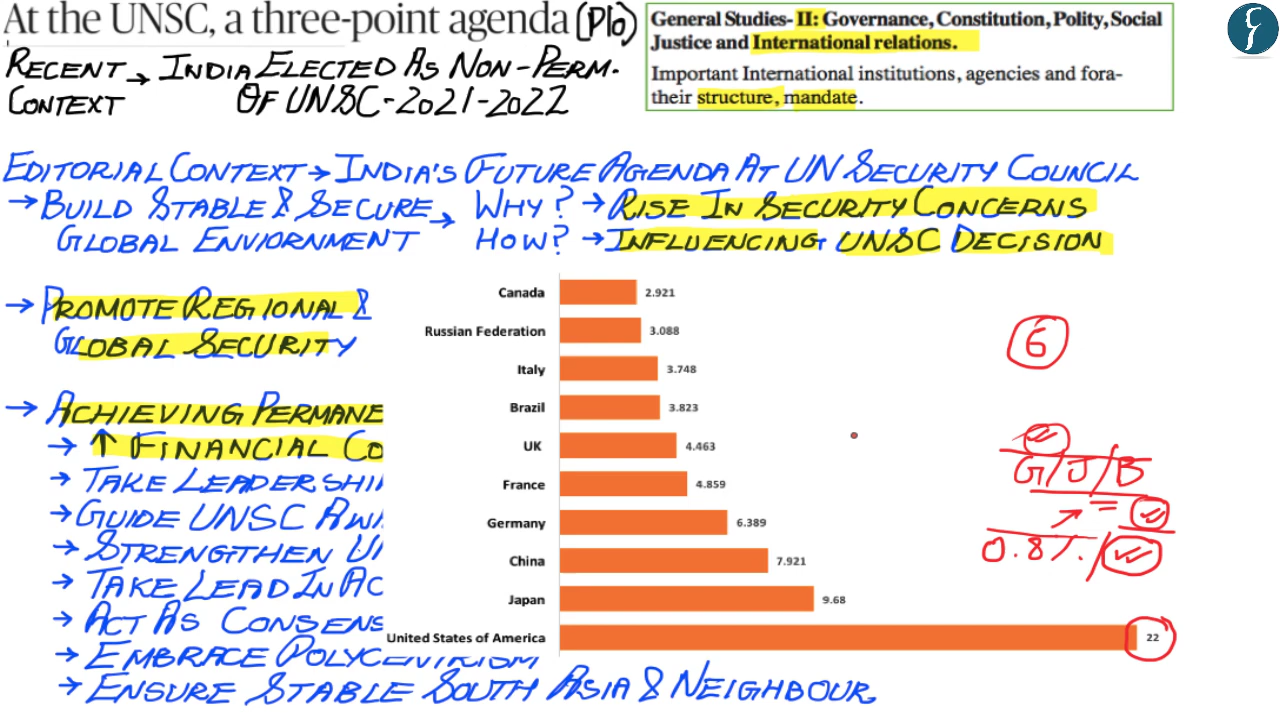 At the UNSC, a three-point agenda (P10)
General Studies- II: Governance, Constitution, Polity, Social
Justice and International relations.
Important International institutions, agencies and fora-
their structure, mandate.
RECENT → INDIA ELECTED AS NON-PERM.
CONTEXT OF UNSC-2021-2022
EDITORIAL CONTEXT → INDIA'S FUTURE AGENDA AT UN SECURITY COUNCIL
→ BUILD STABLE & SECURE → WHY? → RISE IN SECURITY CONCERNS
GLOBAL ENVIORNMENT HOW? → INFLUENCING UNSC DECISION
→ PROMOTE REGIONAL &
GLOBAL SECURITY
→ ACHIEVING PERMANE
→ ↑ FINANCIAL CO
→ TAKE LEADERSHI
→ GUIDE UNSC AW
→ STRENGTHEN U
→ TAKE LEAD IN AC
→ ACT AS CONSENS
→ EMBRACE POLYCENTRISM
→ ENSURE STABLE SOUTH ASIA & NEIGHBOUR
Canada 2.921
Russian Federation 3.088
Italy 3.748
Brazil 3.823
UK 4.463
France 4.859
Germany 6.389
China 7.921
Japan 9.68
United States of America 22
6
G/J/B
=
0.8%./